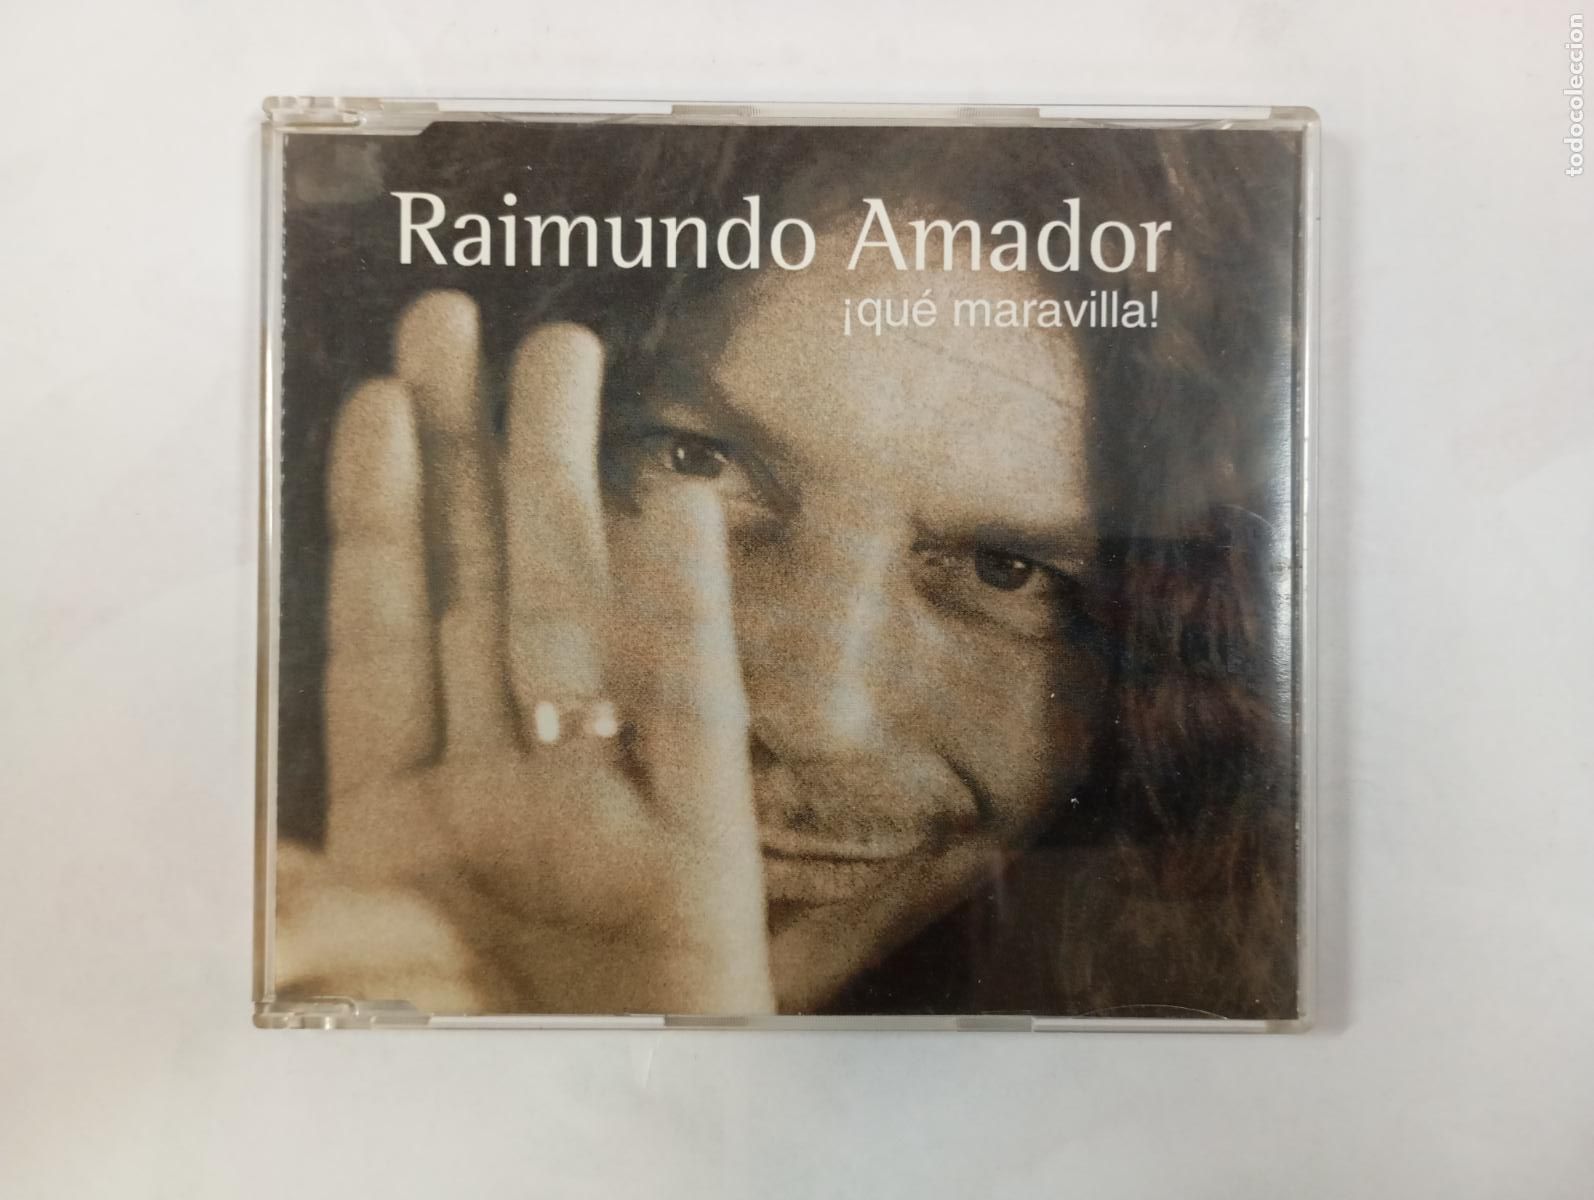 Raimundo Amador
¡qué maravilla!
todocoleccion